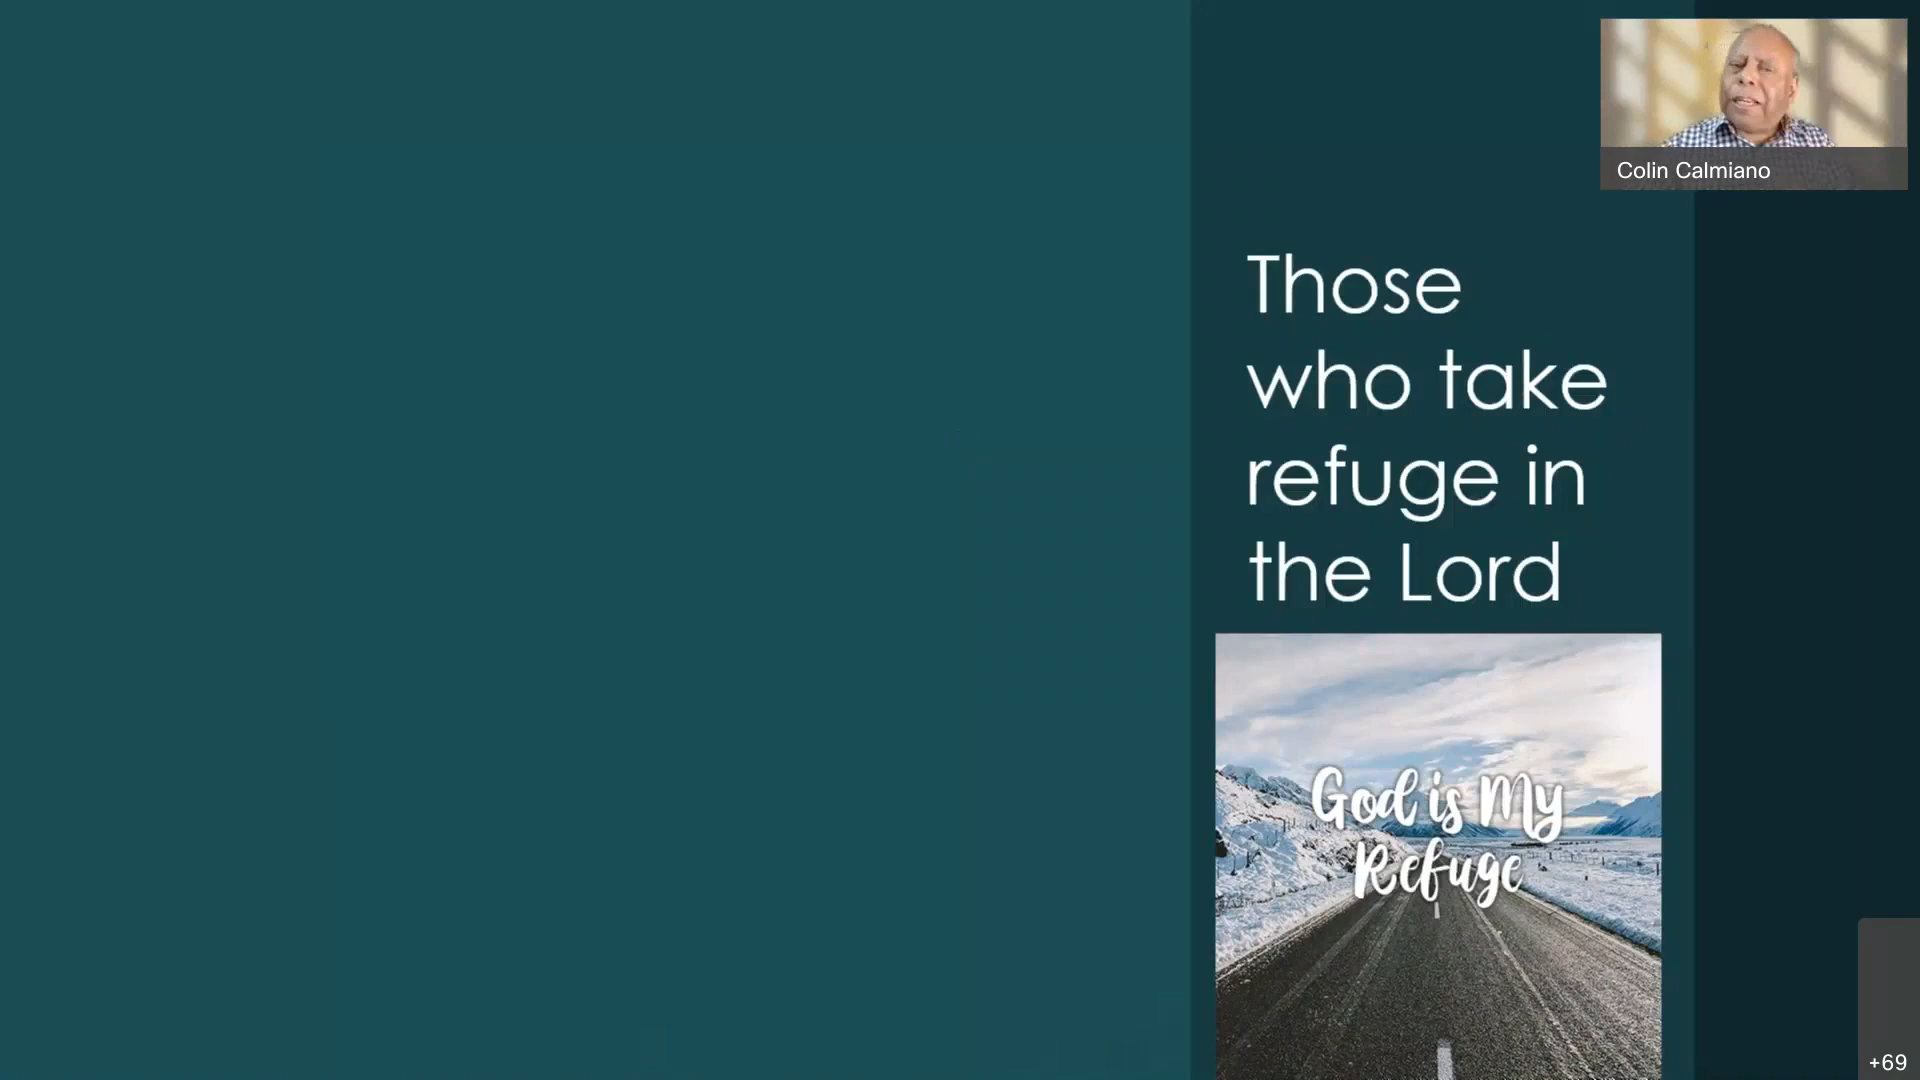 Colin Calmiano
Those
who take
refuge in
the Lord
God is My
Refuge
+69